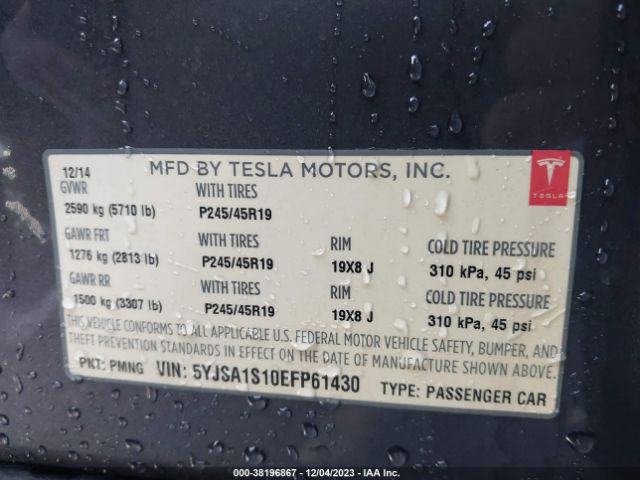 12/14 MFD BY TESLA MOTORS, INC.
GVWR WITH TIRES
TESLA
2590 kg (5710 lb) P245/45R19
GAWR FRT WITH TIRES RIM COLD TIRE PRESSURE
1276 kg (2813 lb) P245/45R19 19X8 J 310 kPa, 45 psi
GAWR RR WITH TIRES RIM COLD TIRE PRESSURE
1500 kg (3307 lb) P245/45R19 19X8 J 310 kPa, 45 psi
THIS VEHICLE CONFORMS TO ALL APPLICABLE U.S. FEDERAL MOTOR VEHICLE SAFETY, BUMPER, AND
THEFT PREVENTION STANDARDS IN EFFECT ON THE DATE OF MANUFACTURE SHOWN ABOVE.
PKT: PMNG VIN: 5YJSA1S10EFP61430 TYPE: PASSENGER CAR
000-38196867 - 12/04/2023 - IAA Inc.